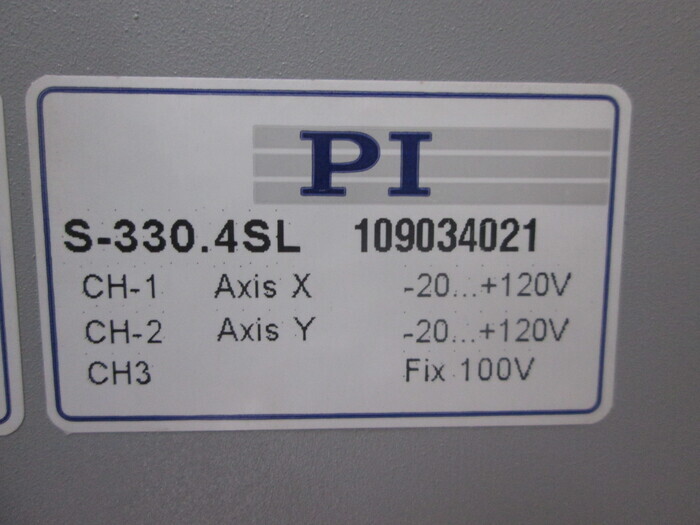 PI
S-330.4SL 109034021
CH-1 Axis X -20...+120V
CH-2 Axis Y -20...+120V
CH3 Fix 100V